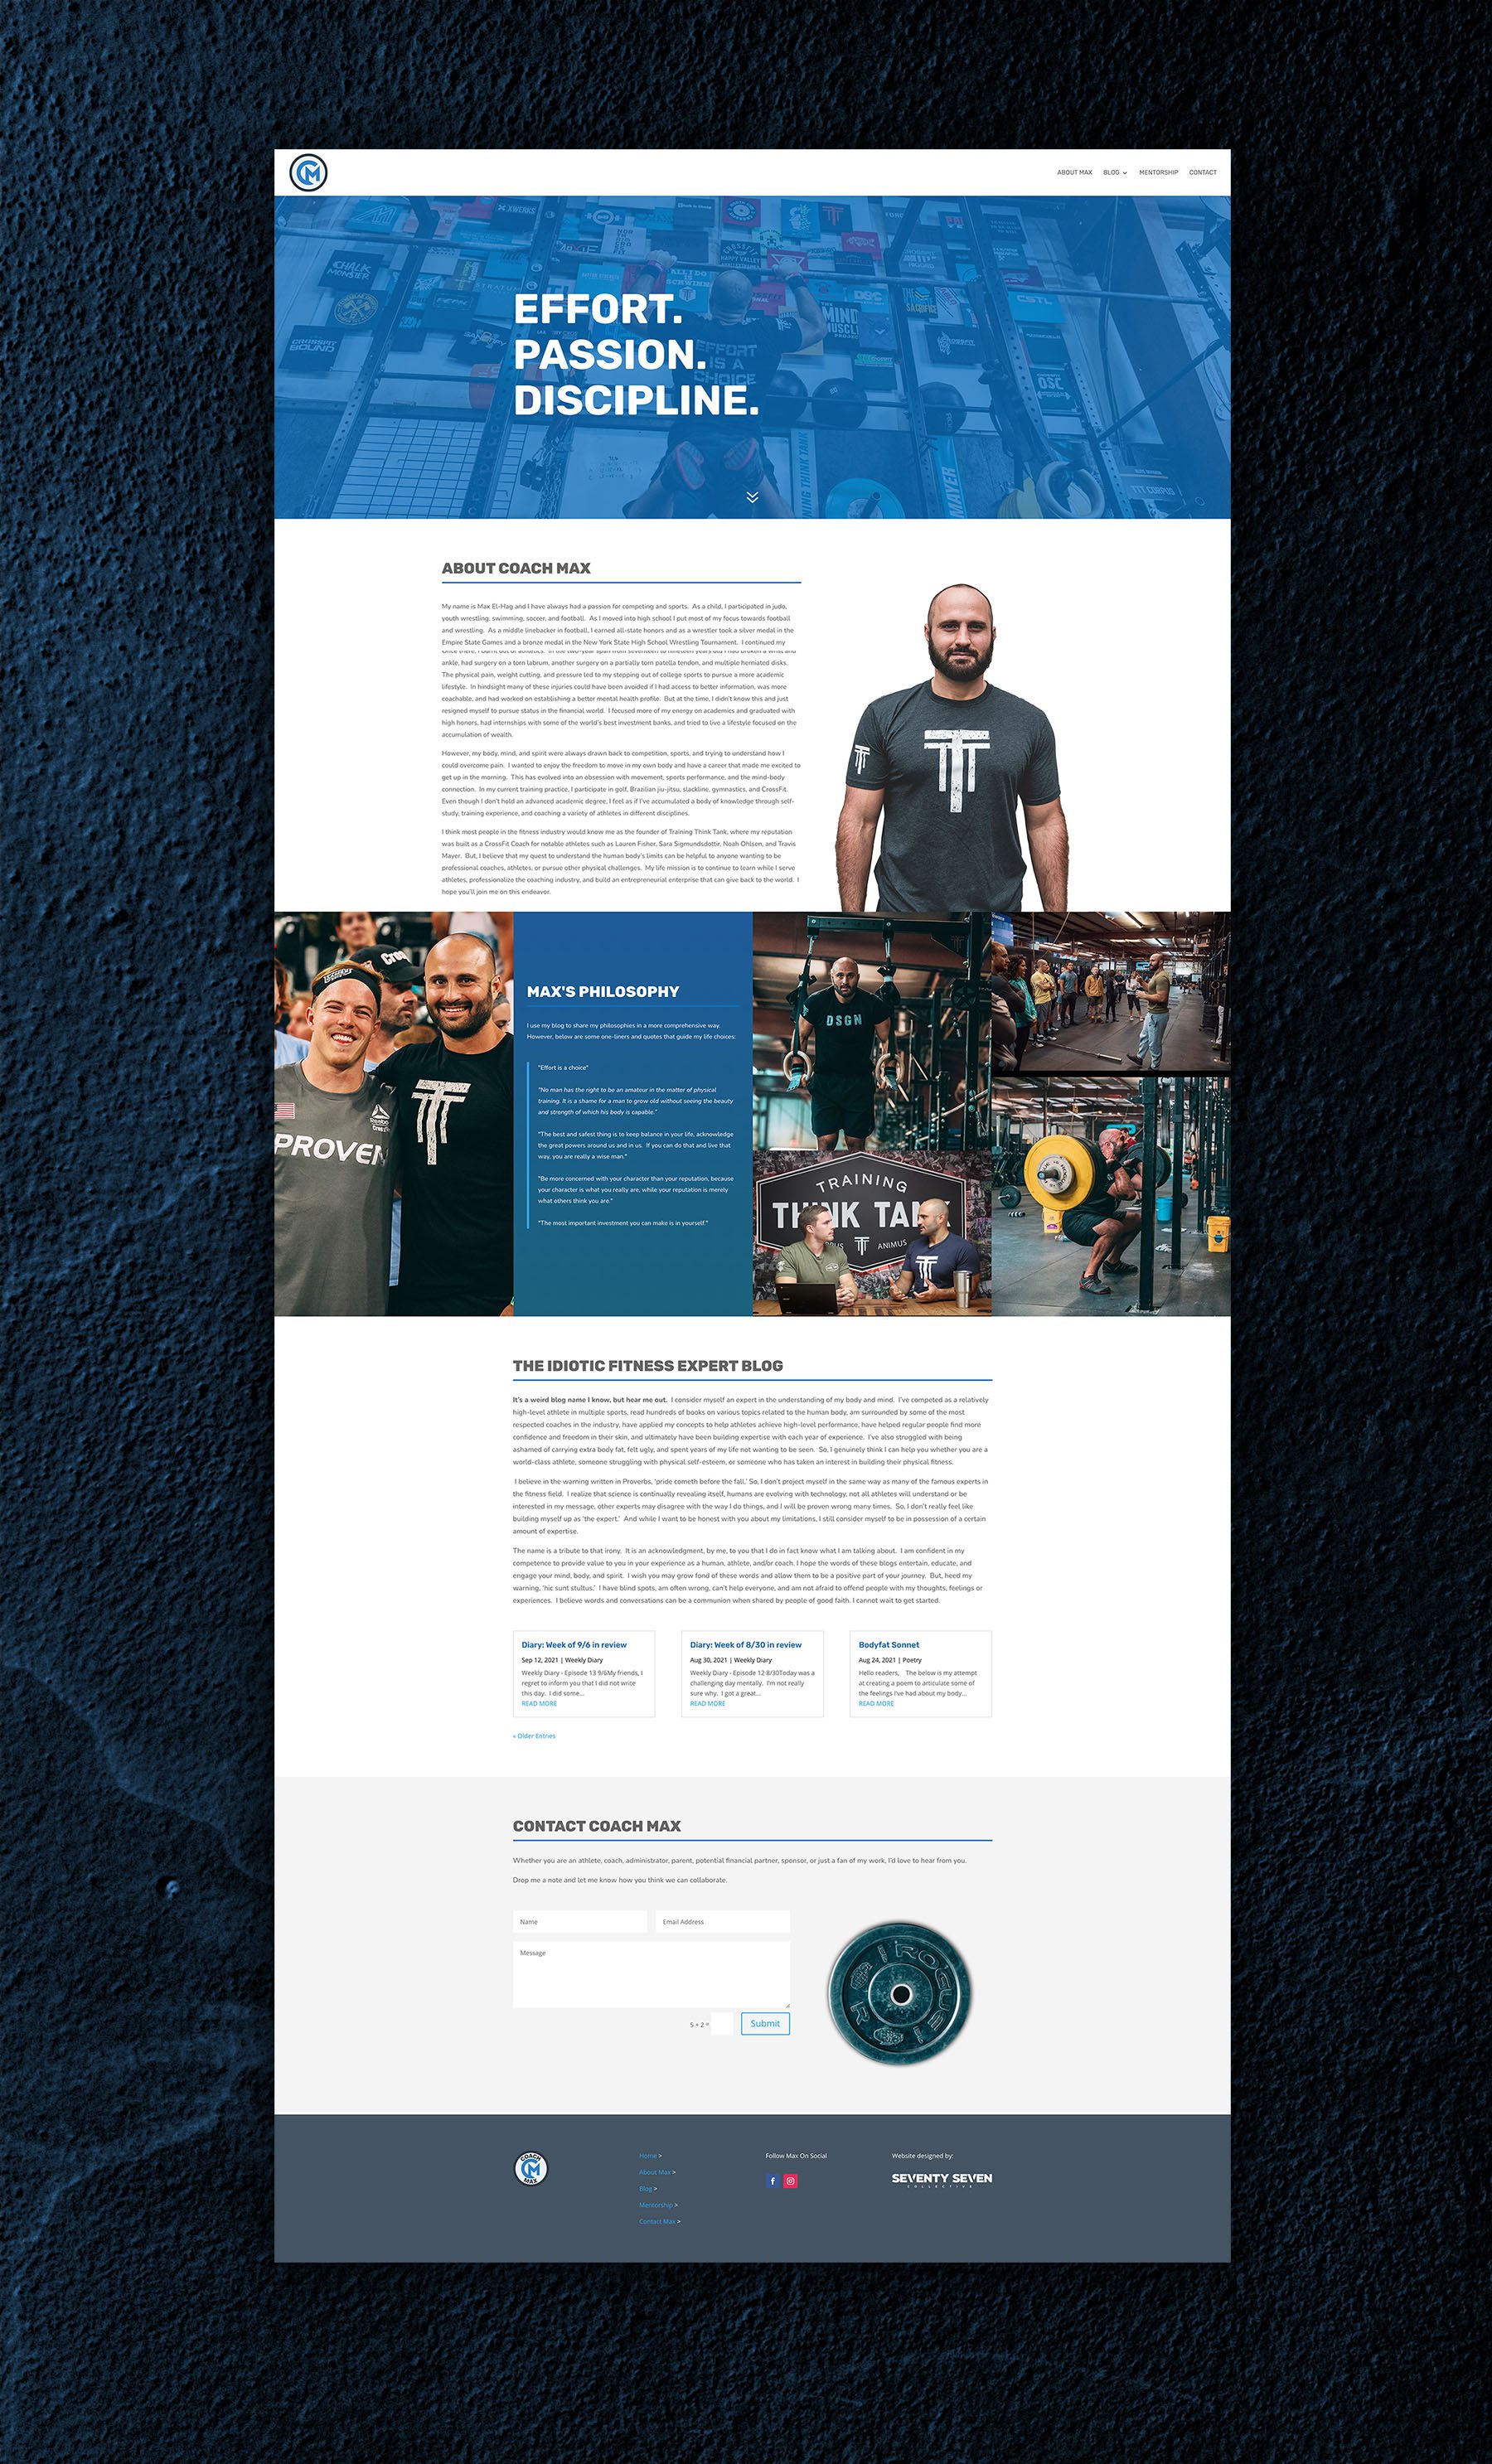 CM
ABOUT MAX BLOG MENTORSHIP CONTACT
EFFORT.
PASSION.
DISCIPLINE.
XWERKS
CHALK
MONSTER
CROSSFIT
BOUND
HAPPY VALLEY
THE
MIND
MUSCLE
DGC
CSTL
OSC
EFFORT
IS A
CHOICE
MAYER
ABOUT COACH MAX
My name is Max El-Hag and I have always had a passion for competing and sports. As a child, I participated in judo,
youth wrestling, swimming, soccer, and football. As I moved into high school I put most of my focus towards football
and wrestling. As a middle linebacker in football, I earned all-state honors and as a wrestler took a silver medal in the
Empire State Games and a bronze medal in the New York State High School Wrestling Tournament. I continued my
once there, I burnt out of athletics. In the two-year span from seventeen to nineteen years old I had broken a wrist and
ankle, had surgery on a torn labrum, another surgery on a partially torn patella tendon, and multiple herniated disks.
The physical pain, weight cutting, and pressure led to my stepping out of college sports to pursue a more academic
lifestyle. In hindsight many of these injuries could have been avoided if I had access to better information, was more
coachable, and had worked on establishing a better mental health profile. But at the time, I didn't know this and just
resigned myself to pursue status in the financial world. I focused more of my energy on academics and graduated with
high honors, had internships with some of the world's best investment banks, and tried to live a lifestyle focused on the
accumulation of wealth.
However, my body, mind, and spirit were always drawn back to competition, sports, and trying to understand how I
could overcome pain. I wanted to enjoy the freedom to move in my own body and have a career that made me excited to
get up in the morning. This has evolved into an obsession with movement, sports performance, and the mind-body
connection. In my current training practice, I participate in golf, Brazilian jiu-jitsu, slackline, gymnastics, and CrossFit.
Even though I don't hold an advanced academic degree, I feel as if I've accumulated a body of knowledge through self-
study, training experience, and coaching a variety of athletes in different disciplines.
I think most people in the fitness industry would know me as the founder of Training Think Tank, where my reputation
was built as a CrossFit Coach for notable athletes such as Lauren Fisher, Sara Sigmundsdottir, Noah Ohlsen, and Travis
Mayer. But, I believe that my quest to understand the human body's limits can be helpful to anyone wanting to be
professional coaches, athletes, or pursue other physical challenges. My life mission is to continue to learn while I serve
athletes, professionalize the coaching industry, and build an entrepreneurial enterprise that can give back to the world. I
hope you'll join me on this endeavor.
PROVEN
MAX'S PHILOSOPHY
I use my blog to share my philosophies in a more comprehensive way.
However, below are some one-liners and quotes that guide my life choices:
"Effort is a choice"
"No man has the right to be an amateur in the matter of physical
training. It is a shame for a man to grow old without seeing the beauty
and strength of which his body is capable."
"The best and safest thing is to keep balance in your life, acknowledge
the great powers around us and in us. If you can do that and live that
way, you are really a wise man."
"Be more concerned with your character than your reputation, because
your character is what you really are, while your reputation is merely
what others think you are."
"The most important investment you can make is in yourself."
DSGN
TRAINING
THINK TANK
ANIMUS
THE IDIOTIC FITNESS EXPERT BLOG
It's a weird blog name I know, but hear me out. I consider myself an expert in the understanding of my body and mind. I've competed as a relatively
high-level athlete in multiple sports, read hundreds of books on various topics related to the human body, am surrounded by some of the most
respected coaches in the industry, have applied my concepts to help athletes achieve high-level performance, have helped regular people find more
confidence and freedom in their skin, and ultimately have been building expertise with each year of experience. I've also struggled with being
ashamed of carrying extra body fat, felt ugly, and spent years of my life not wanting to be seen. So, I genuinely think I can help you whether you are a
world-class athlete, someone struggling with physical self-esteem, or someone who has taken an interest in building their physical fitness.
I believe in the warning written in Proverbs, 'pride cometh before the fall.' So, I don't project myself in the same way as many of the famous experts in
the fitness field. I realize that science is continually revealing itself, humans are evolving with technology, not all athletes will understand or be
interested in my message, other experts may disagree with the way I do things, and I will be proven wrong many times. So, I don't really feel like
building myself up as 'the expert.' And while I want to be honest with you about my limitations, I still consider myself to be in possession of a certain
amount of expertise.
The name is a tribute to that irony. It is an acknowledgment, by me, to you that I do in fact know what I am talking about. I am confident in my
competence to provide value to you in your experience as a human, athlete, and/or coach. I hope the words of these blogs entertain, educate, and
engage your mind, body, and spirit. I wish you may grow fond of these words and allow them to be a positive part of your journey. But, heed my
warning, 'hic sunt stultus.' I have blind spots, am often wrong, can't help everyone, and am not afraid to offend people with my thoughts, feelings or
experiences. I believe words and conversations can be a communion when shared by people of good faith. I cannot wait to get started.
Diary: Week of 9/6 in review
Sep 12, 2021 | Weekly Diary
Weekly Diary - Episode 13 9/6My friends, I
regret to inform you that I did not write
this day. I did some...
READ MORE
Diary: Week of 8/30 in review
Aug 30, 2021 | Weekly Diary
Weekly Diary - Episode 12 8/30Today was a
challenging day mentally. I'm not really
sure why. I got a great...
READ MORE
Bodyfat Sonnet
Aug 24, 2021 | Poetry
Hello readers, The below is my attempt
at creating a poem to articulate some of
the feelings I've had about my body...
READ MORE
« Older Entries
CONTACT COACH MAX
Whether you are an athlete, coach, administrator, parent, potential financial partner, sponsor, or just a fan of my work, I'd love to hear from you.
Drop me a note and let me know how you think we can collaborate.
Name
Email Address
Message
5 + 2 =
Submit
ROGUE
COACH
CM
MAX
Home >
About Max >
Blog >
Mentorship >
Contact Max >
Follow Max On Social
Website designed by:
SEVENTY SEVEN
COLLECTIVE